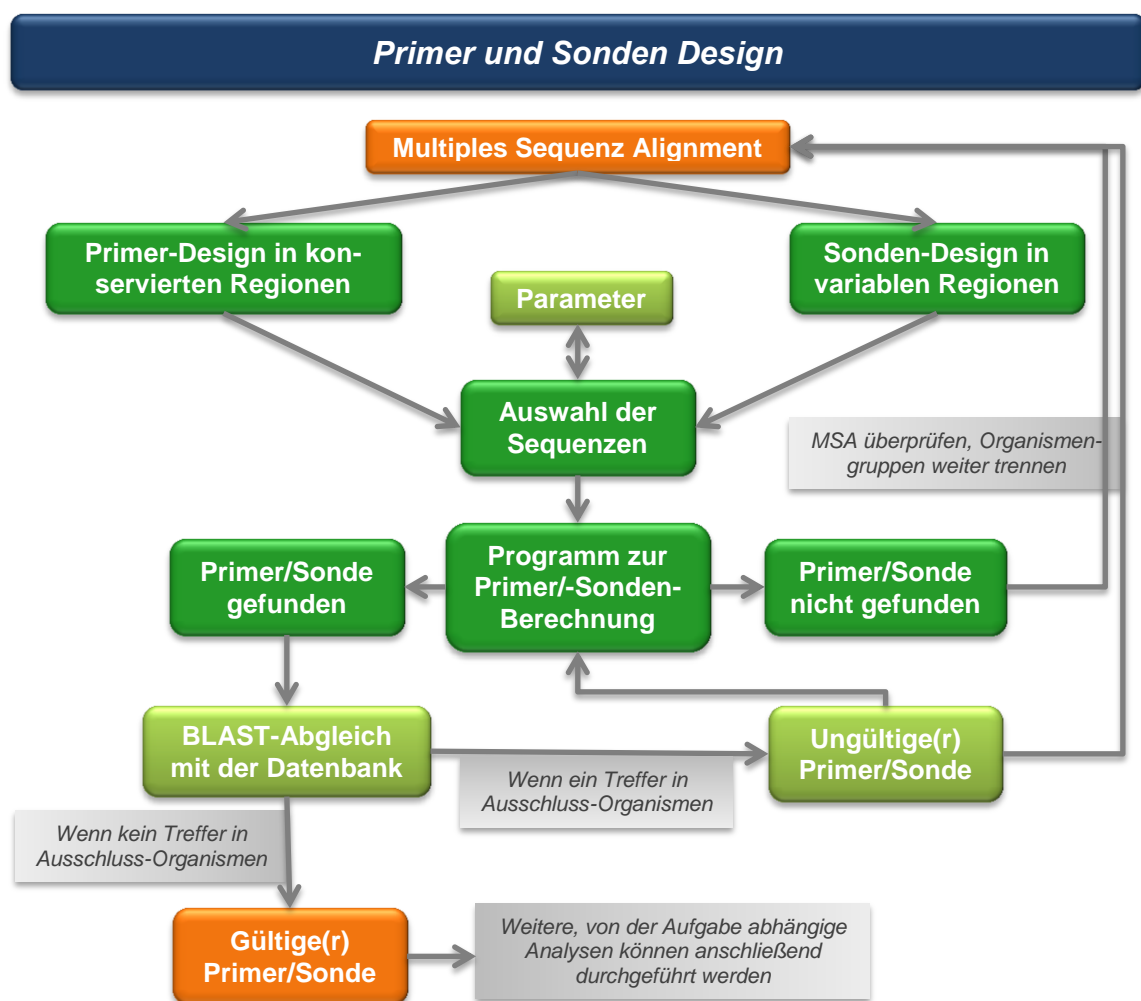 Primer und Sonden Design
Multiples Sequenz Alignment
Primer-Design in kon-
servierten Regionen
Sonden-Design in
variablen Regionen
Parameter
Auswahl der
Sequenzen
MSA überprüfen, Organismen-
gruppen weiter trennen
Primer/Sonde
gefunden
Programm zur
Primer/-Sonden-
Berechnung
Primer/Sonde
nicht gefunden
BLAST-Abgleich
mit der Datenbank
Ungültige(r)
Primer/Sonde
Wenn ein Treffer in
Ausschluss-Organismen
Wenn kein Treffer in
Ausschluss-Organismen
Gültige(r)
Primer/Sonde
Weitere, von der Aufgabe abhängige
Analysen können anschließend
durchgeführt werden